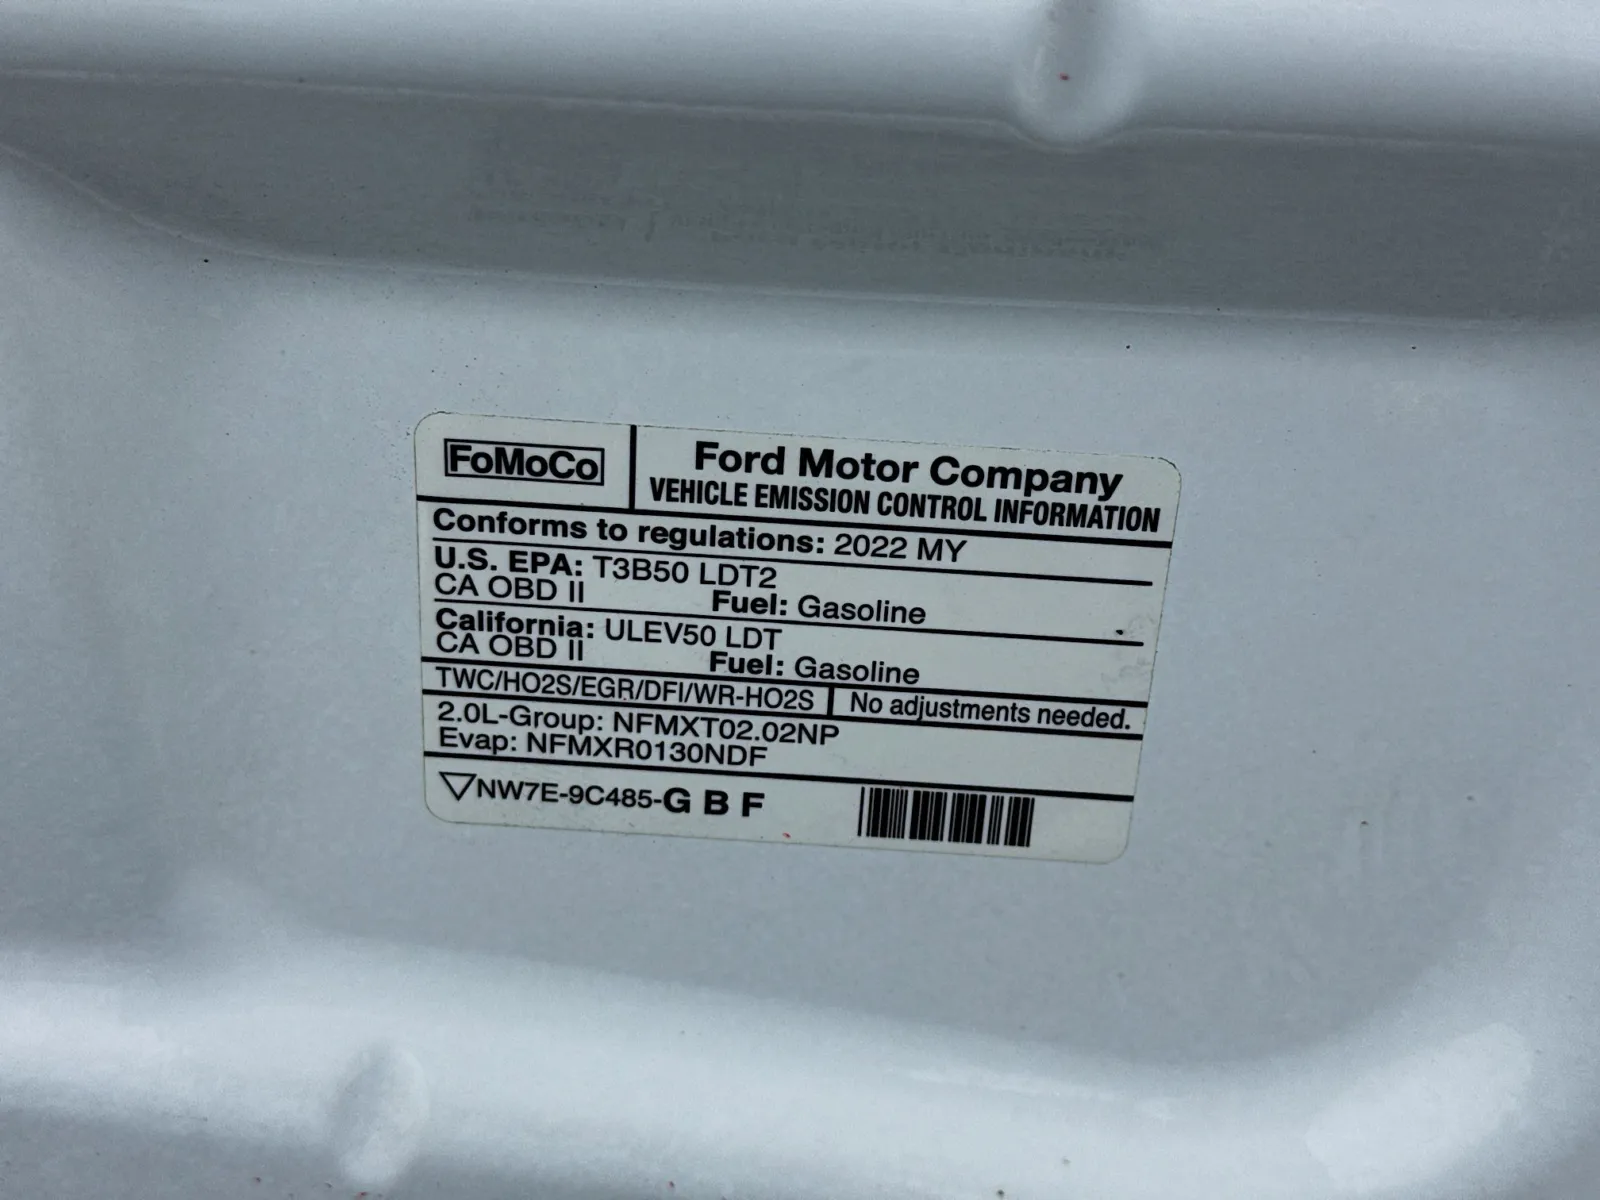 FoMoCo
Ford Motor Company
VEHICLE EMISSION CONTROL INFORMATION
Conforms to regulations: 2022 MY
U.S. EPA: T3B50 LDT2
CA OBD II Fuel: Gasoline
California: ULEV50 LDT
CA OBD II Fuel: Gasoline
TWC/HO2S/EGR/DFI/WR-HO2S No adjustments needed.
2.0L-Group: NFMXT02.02NP
Evap: NFMXR0130NDF
NW7E-9C485-G B F